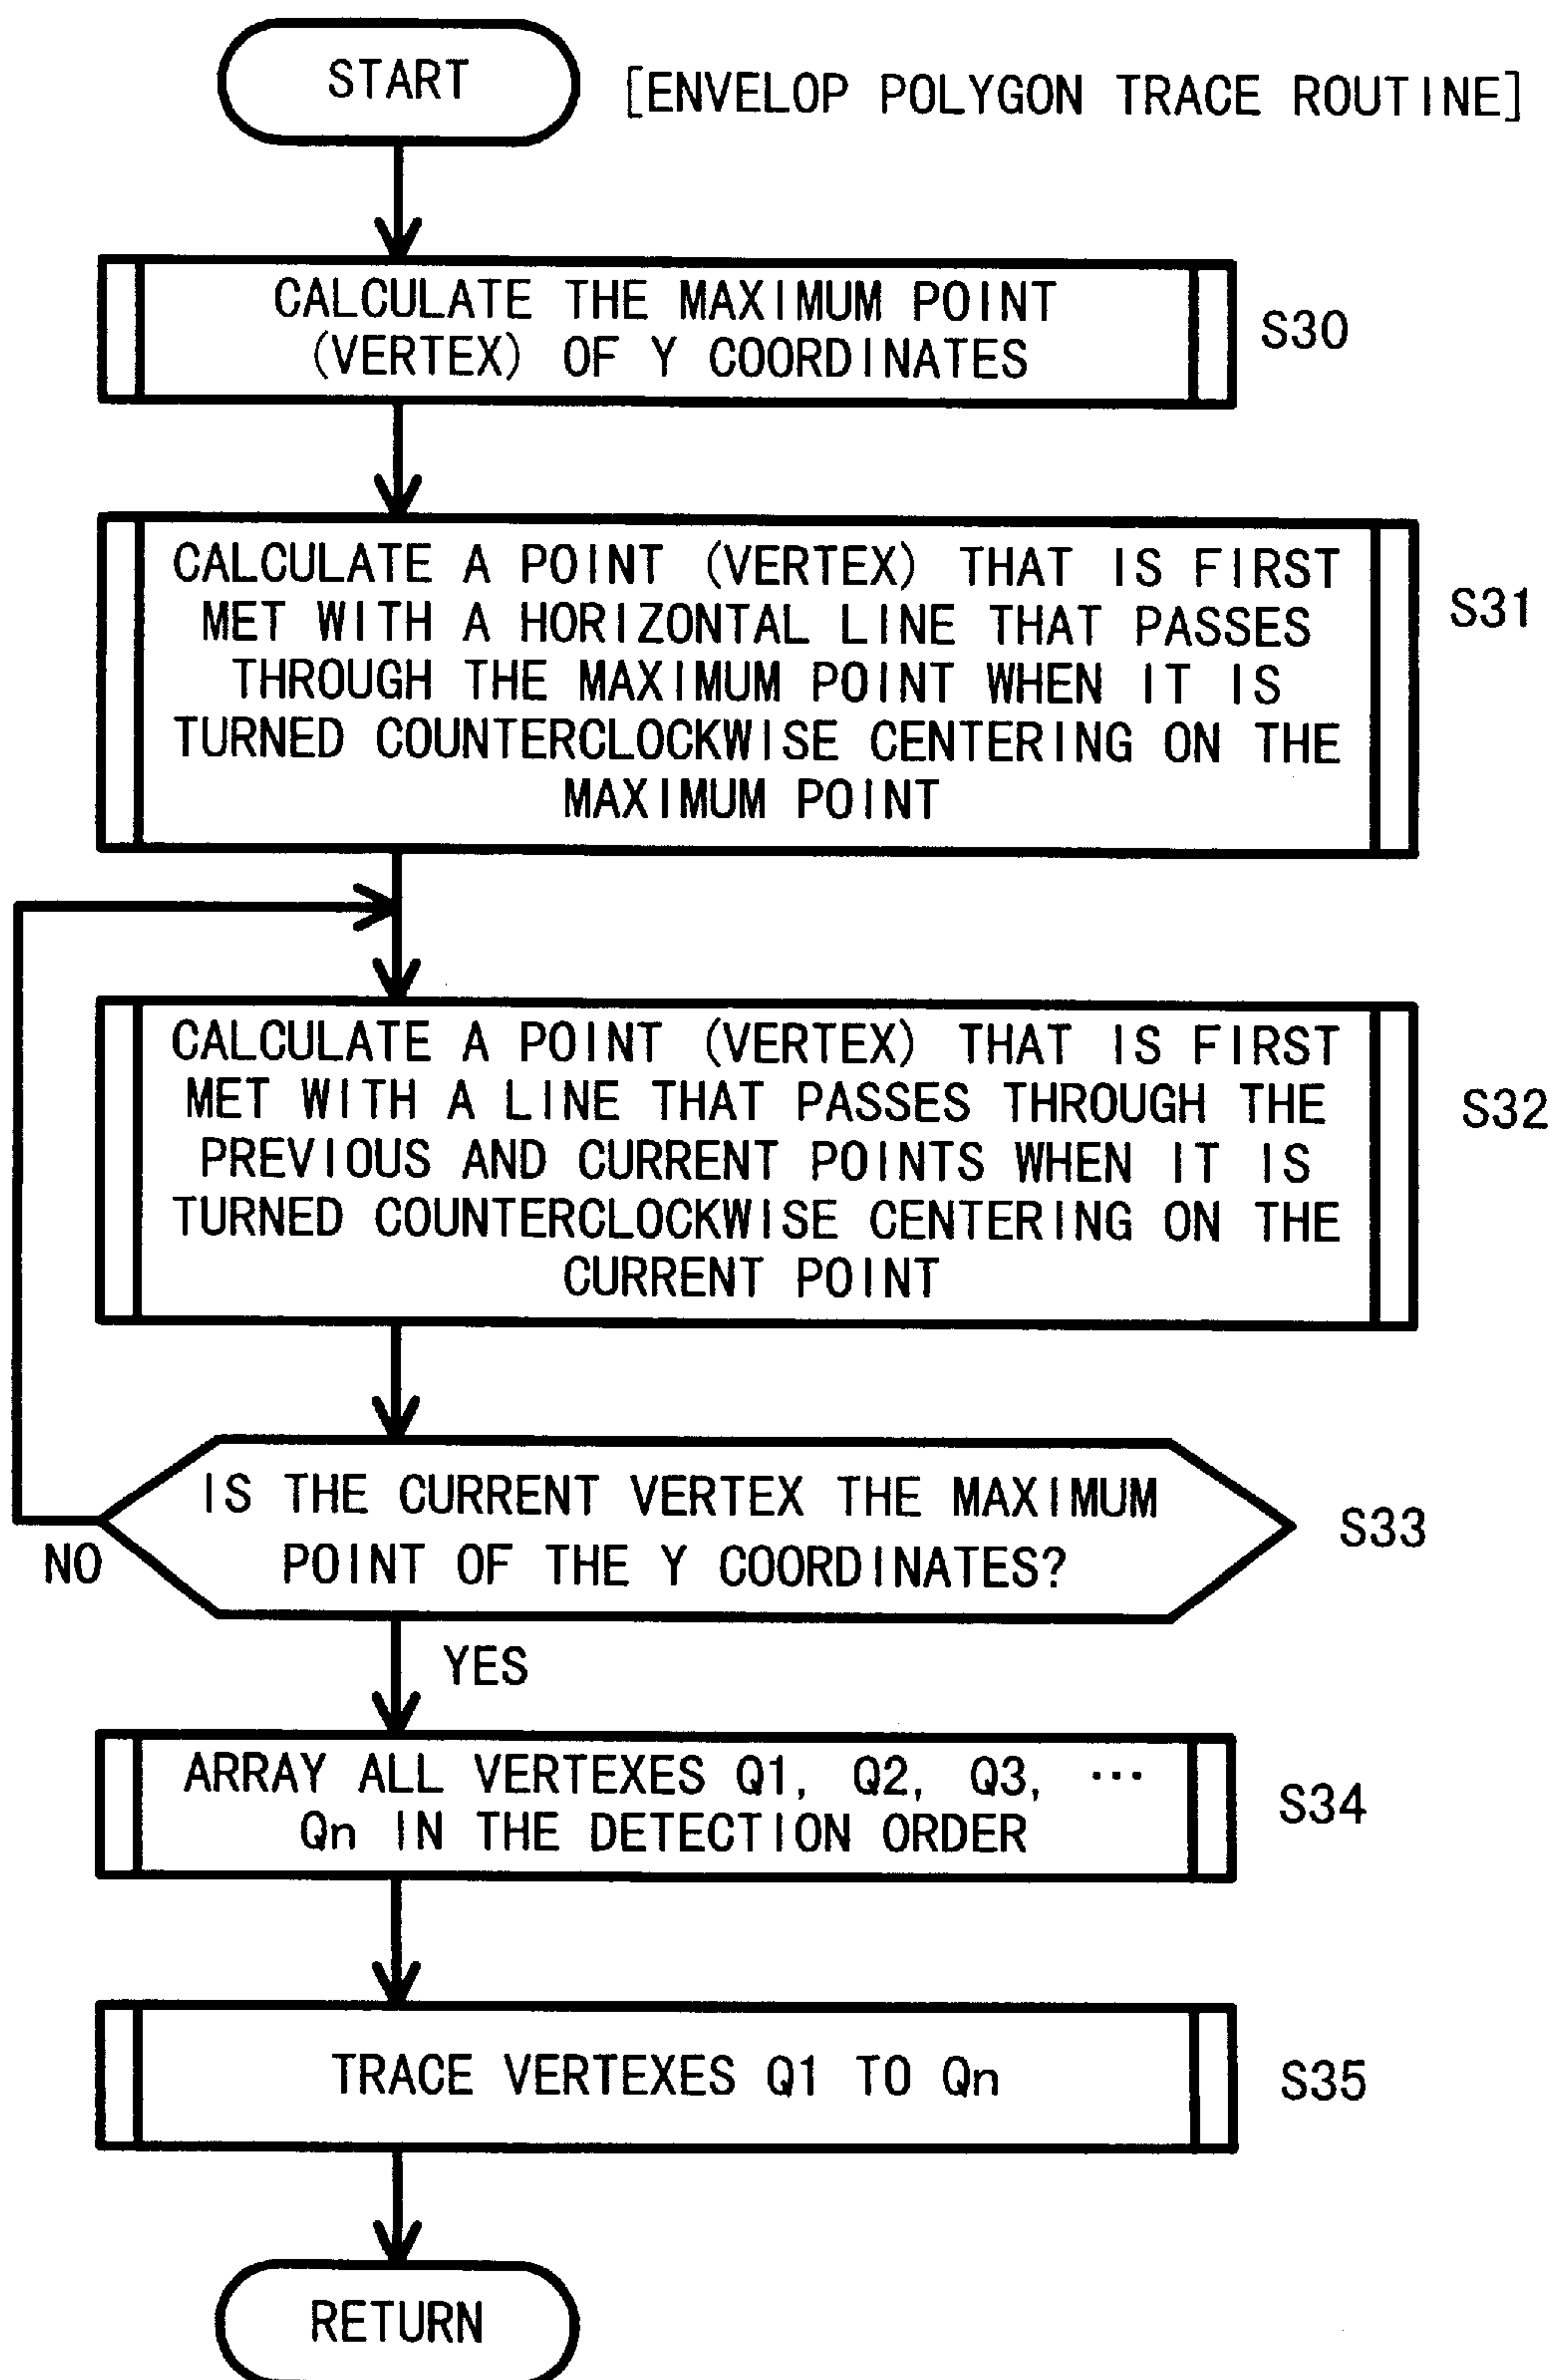 START
[ENVELOP POLYGON TRACE ROUTINE]
CALCULATE THE MAXIMUM POINT
(VERTEX) OF Y COORDINATES
S30
CALCULATE A POINT (VERTEX) THAT IS FIRST
MET WITH A HORIZONTAL LINE THAT PASSES
THROUGH THE MAXIMUM POINT WHEN IT IS
TURNED COUNTERCLOCKWISE CENTERING ON THE
MAXIMUM POINT
S31
CALCULATE A POINT (VERTEX) THAT IS FIRST
MET WITH A LINE THAT PASSES THROUGH THE
PREVIOUS AND CURRENT POINTS WHEN IT IS
TURNED COUNTERCLOCKWISE CENTERING ON THE
CURRENT POINT
S32
IS THE CURRENT VERTEX THE MAXIMUM
POINT OF THE Y COORDINATES?
S33
NO
YES
ARRAY ALL VERTEXES Q1, Q2, Q3, ···
Qn IN THE DETECTION ORDER
S34
TRACE VERTEXES Q1 TO Qn
S35
RETURN